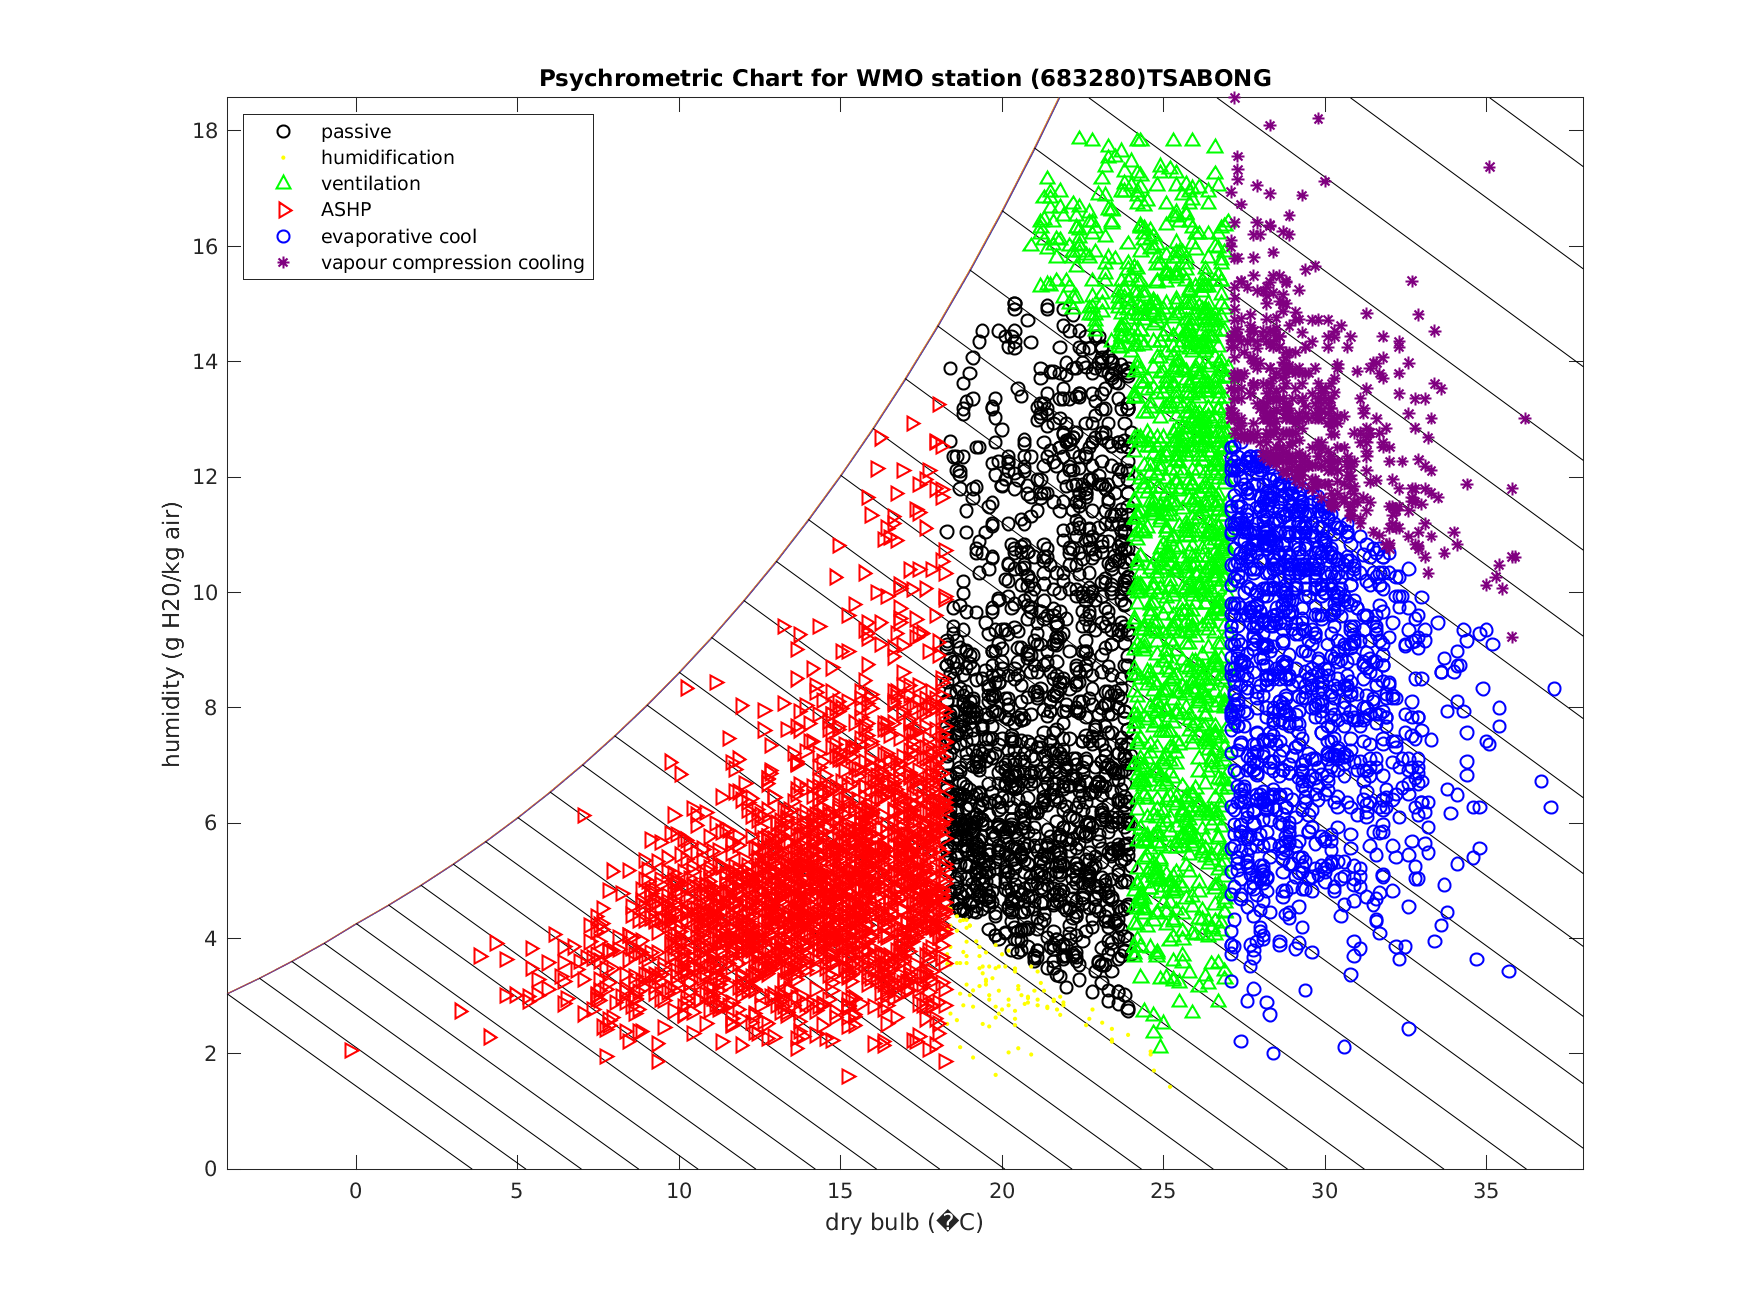 Psychrometric Chart for WMO station (683280)TSABONG
passive
humidification
ventilation
ASHP
evaporative cool
vapour compression cooling
humidity (g H20/kg air)
18
16
14
12
10
8
6
4
2
0
0 5 10 15 20 25 30 35
dry bulb (�C)